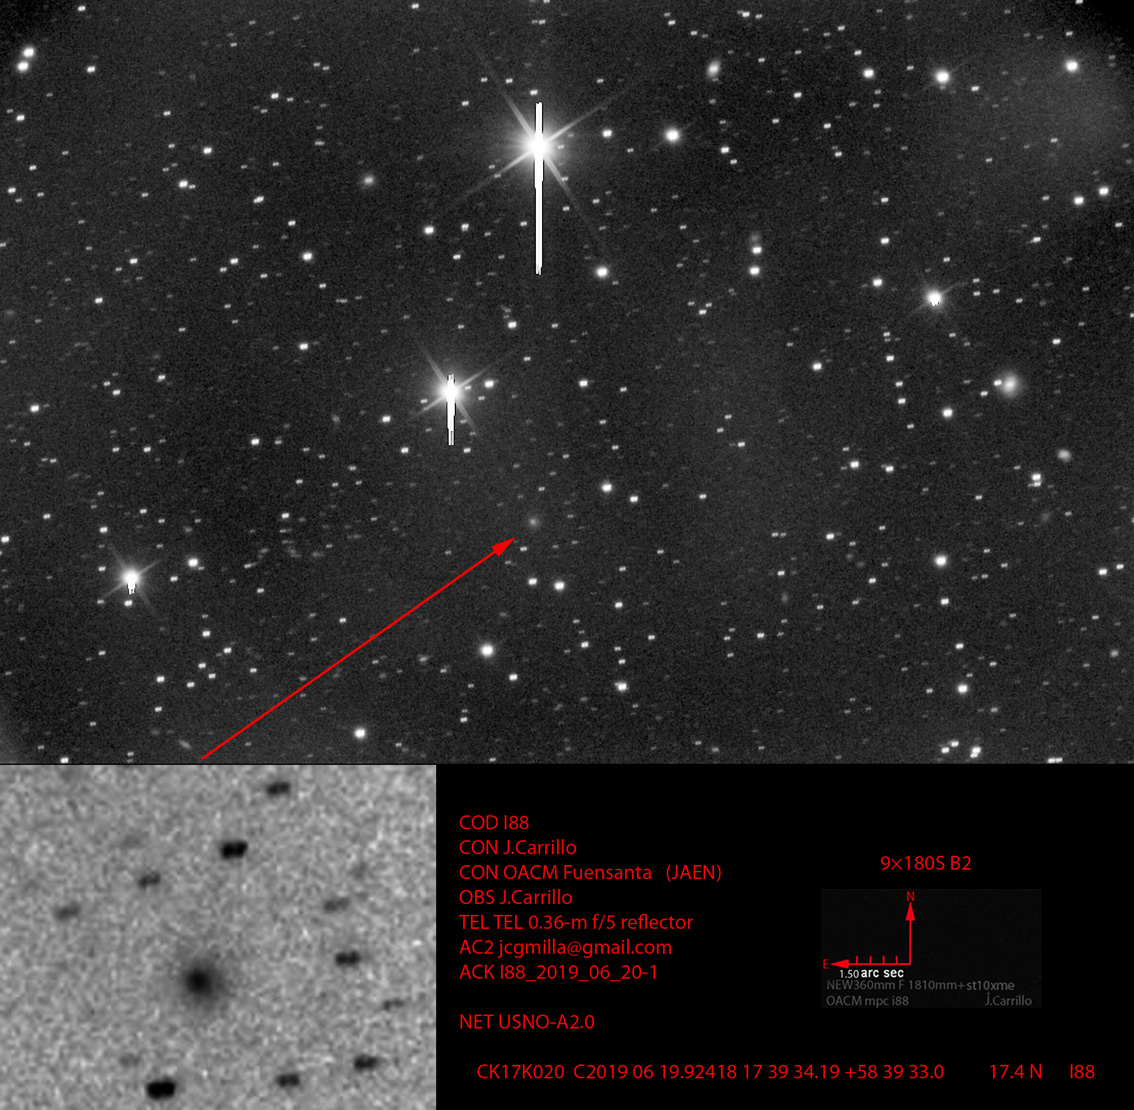 COD I88
CON J.Carrillo
CON OACM Fuensanta (JAEN)
OBS J.Carrillo
TEL TEL 0.36-m f/5 reflector
AC2 jcgmilla@gmail.com
ACK I88_2019_06_20-1
NET USNO-A2.0
9×180S B2
N
E
1.50 arc sec
NEW360mm F 1810mm+st10xme
OACM mpc i88 J.Carrillo
CK17K020 C2019 06 19.92418 17 39 34.19 +58 39 33.0 17.4 N I88